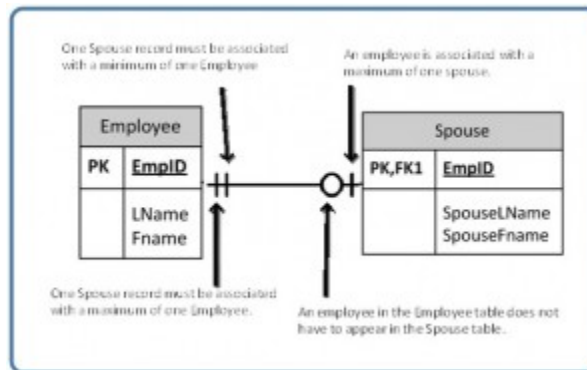 One Spouse record must be associated
with a minimum of one Employee
An employee is associated with a
maximum of one spouse.
Employee
PK EmpID
LName
Fname
Spouse
PK,FK1 EmpID
SpouseLName
SpouseFname
One Spouse record must be associated
with a maximum of one Employee.
An employee in the Employee table does not
have to appear in the Spouse table.